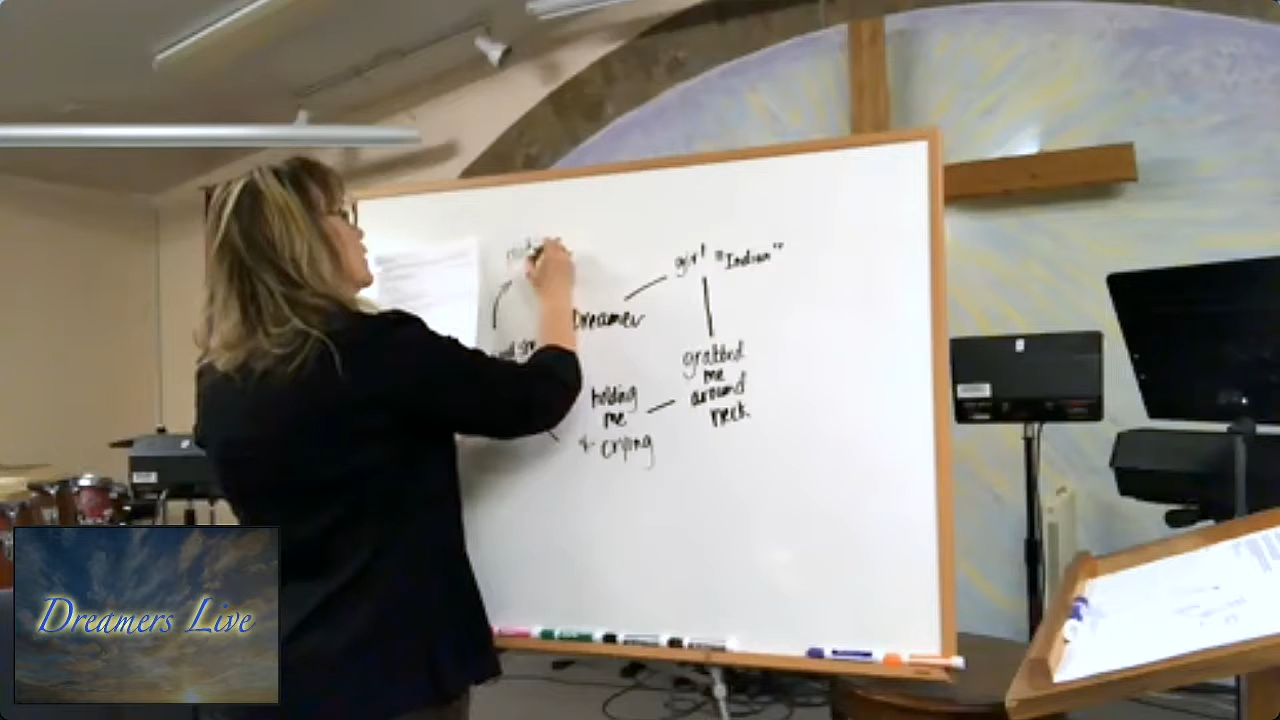 girl "Indian"
Dreamer
grabbed
me
around
neck
holding
me
+ crying
Dreamers Live